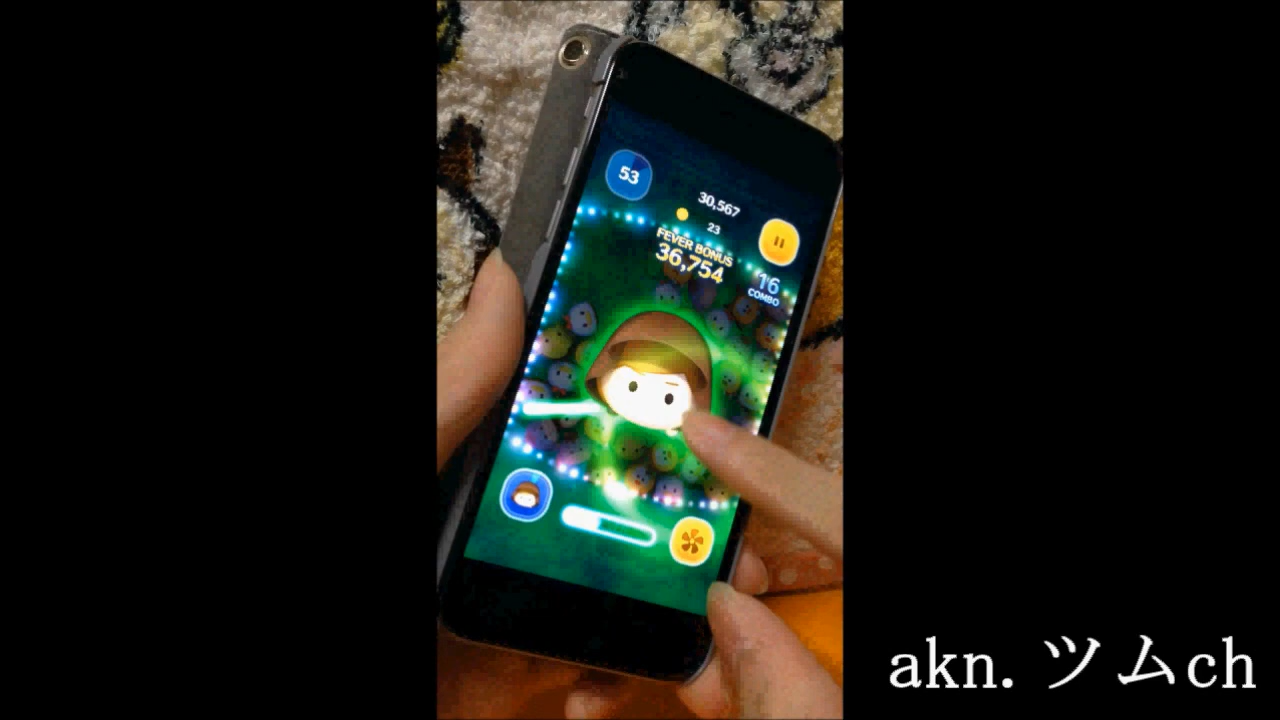 53
30,567
23
FEVER BONUS
36,754
16
COMBO
akn.ツムch